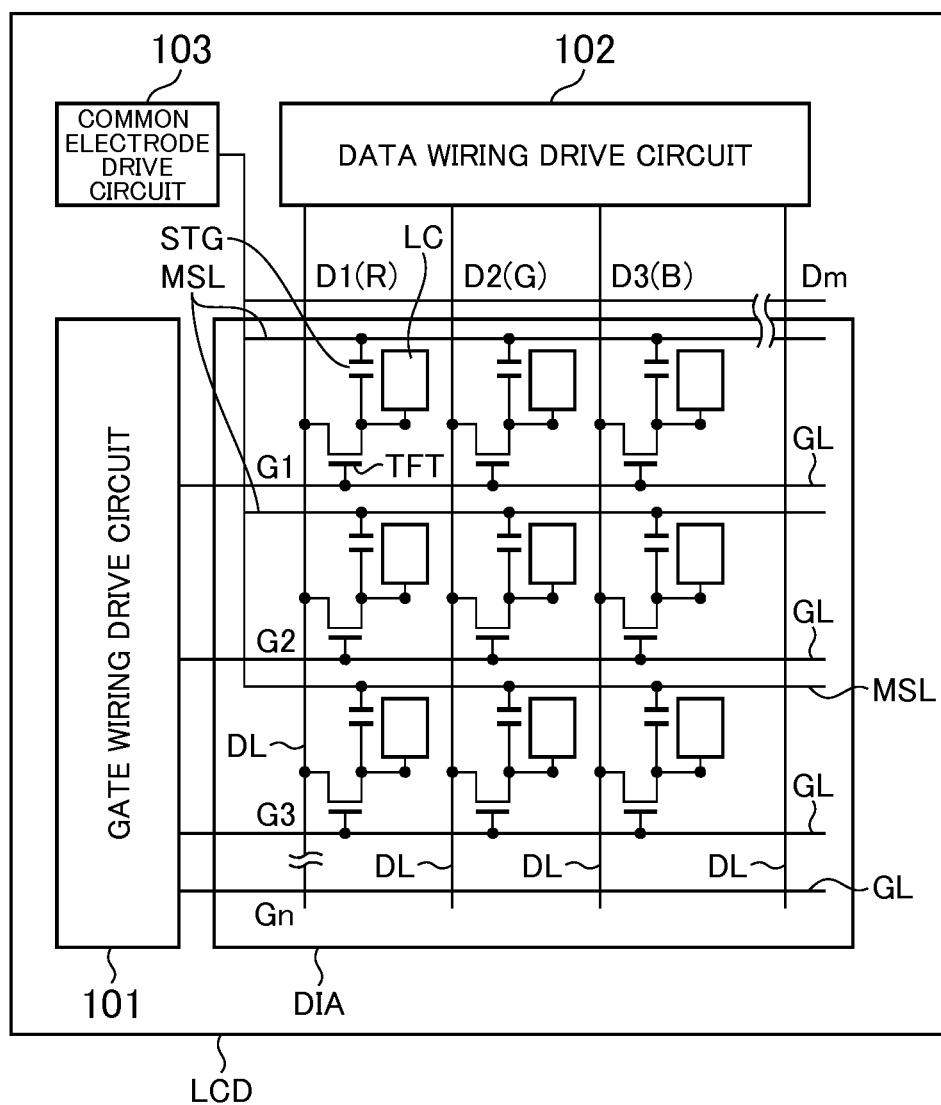 103
102
COMMON
ELECTRODE
DRIVE
CIRCUIT
DATA WIRING DRIVE CIRCUIT
STG
LC
MSL
D1(R)
D2(G)
D3(B)
Dm
GATE WIRING DRIVE CIRCUIT
G1
TFT
GL
G2
GL
MSL
DL
G3
GL
DL
DL
DL
GL
Gn
101
DIA
LCD